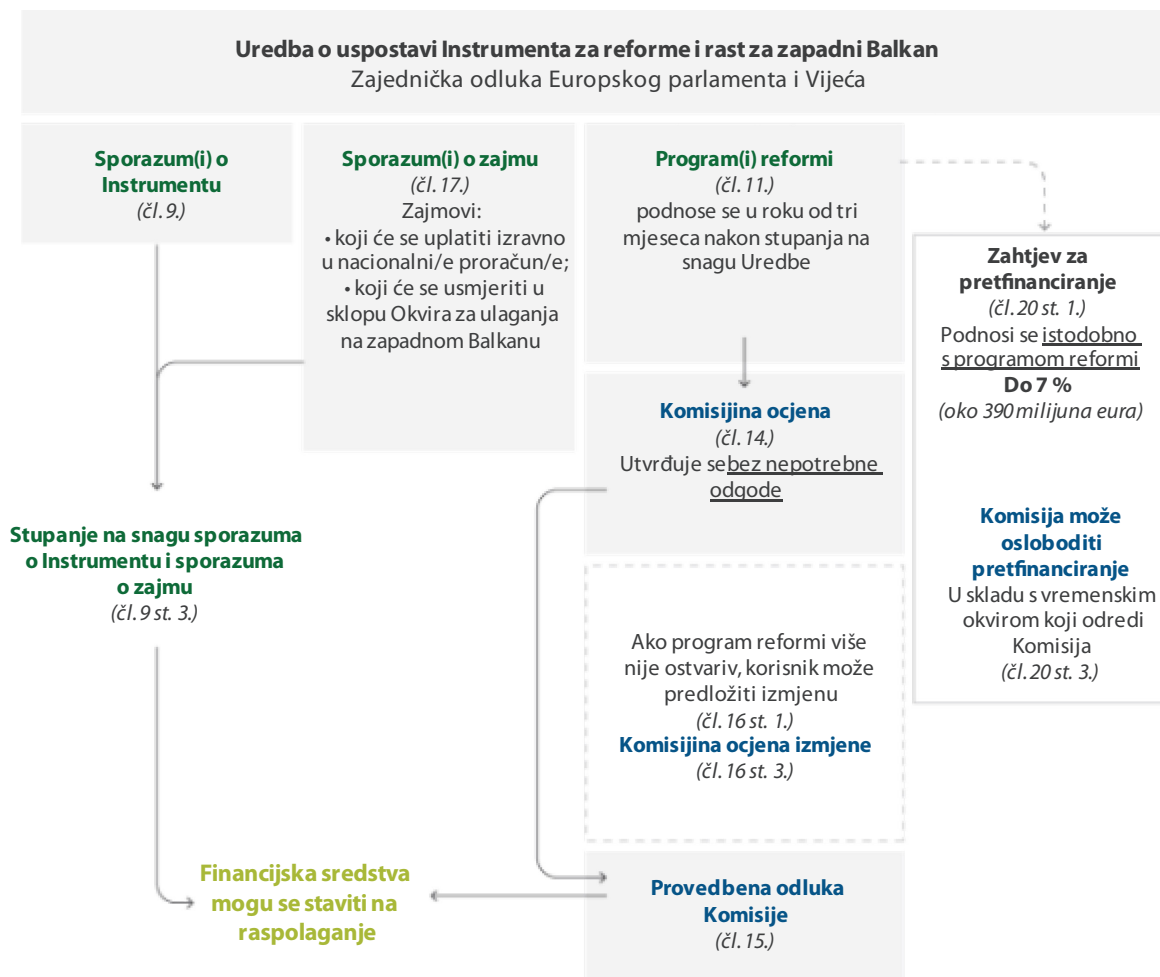 Uredba o uspostavi Instrumenta za reforme i rast za zapadni Balkan
Zajednička odluka Europskog parlamenta i Vijeća
Sporazum(i) o
Instrumentu
(čl. 9.)
Sporazum(i) o zajmu
(čl. 17.)
Zajmovi:
• koji će se uplatiti izravno
u nacionalni/e proračun/e;
• koji će se usmjeriti u
sklopu Okvira za ulaganja
na zapadnom Balkanu
Program(i) reformi
(čl. 11.)
podnose se u roku od tri
mjeseca nakon stupanja na
snagu Uredbe
Zahtjev za
pretfinanciranje
(čl. 20 st. 1.)
Podnosi se istodobno
s programom reformi
Do 7 %
(oko 390 milijuna eura)
Komisija može
osloboditi
pretfinanciranje
U skladu s vremenskim
okvirom koji odredi
Komisija
(čl. 20 st. 3.)
Komisijina ocjena
(čl. 14.)
Utvrđuje se bez nepotrebne
odgode
Stupanje na snagu sporazuma
o Instrumentu i sporazuma
o zajmu
(čl. 9 st. 3.)
Ako program reformi više
nije ostvariv, korisnik može
predložiti izmjenu
(čl. 16 st. 1.)
Komisijina ocjena izmjene
(čl. 16 st. 3.)
Financijska sredstva
mogu se staviti na
raspolaganje
Provedbena odluka
Komisije
(čl. 15.)